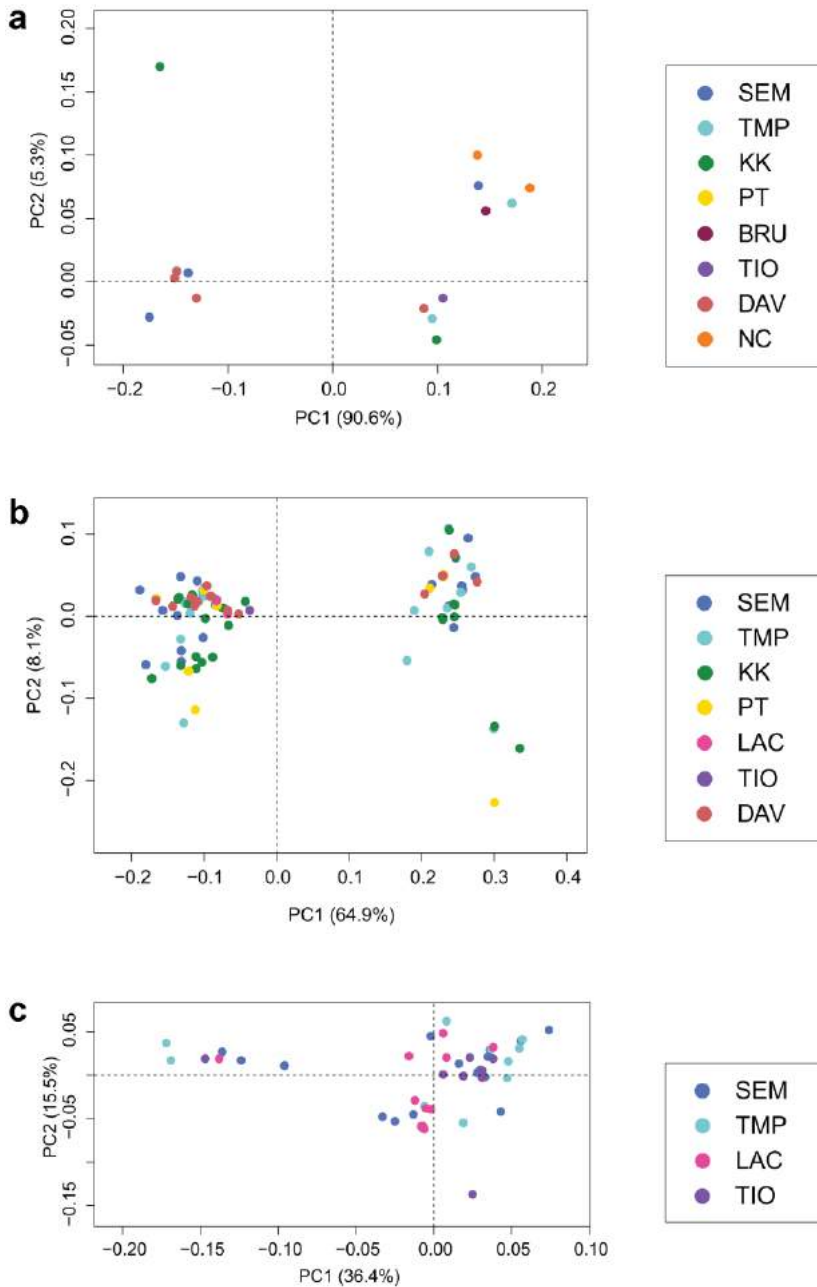 a
0.20
0.15
0.10
0.05
0.00
−0.05
PC2 (5.3%)
−0.2
−0.1
0.0
0.1
0.2
PC1 (90.6%)
SEM
TMP
KK
PT
BRU
TIO
DAV
NC
b
0.1
0.0
−0.1
−0.2
PC2 (8.1%)
−0.2
−0.1
0.0
0.1
0.2
0.3
0.4
PC1 (64.9%)
SEM
TMP
KK
PT
LAC
TIO
DAV
c
0.05
−0.05
−0.15
PC2 (15.5%)
−0.20
−0.15
−0.10
−0.05
0.00
0.05
0.10
PC1 (36.4%)
SEM
TMP
LAC
TIO